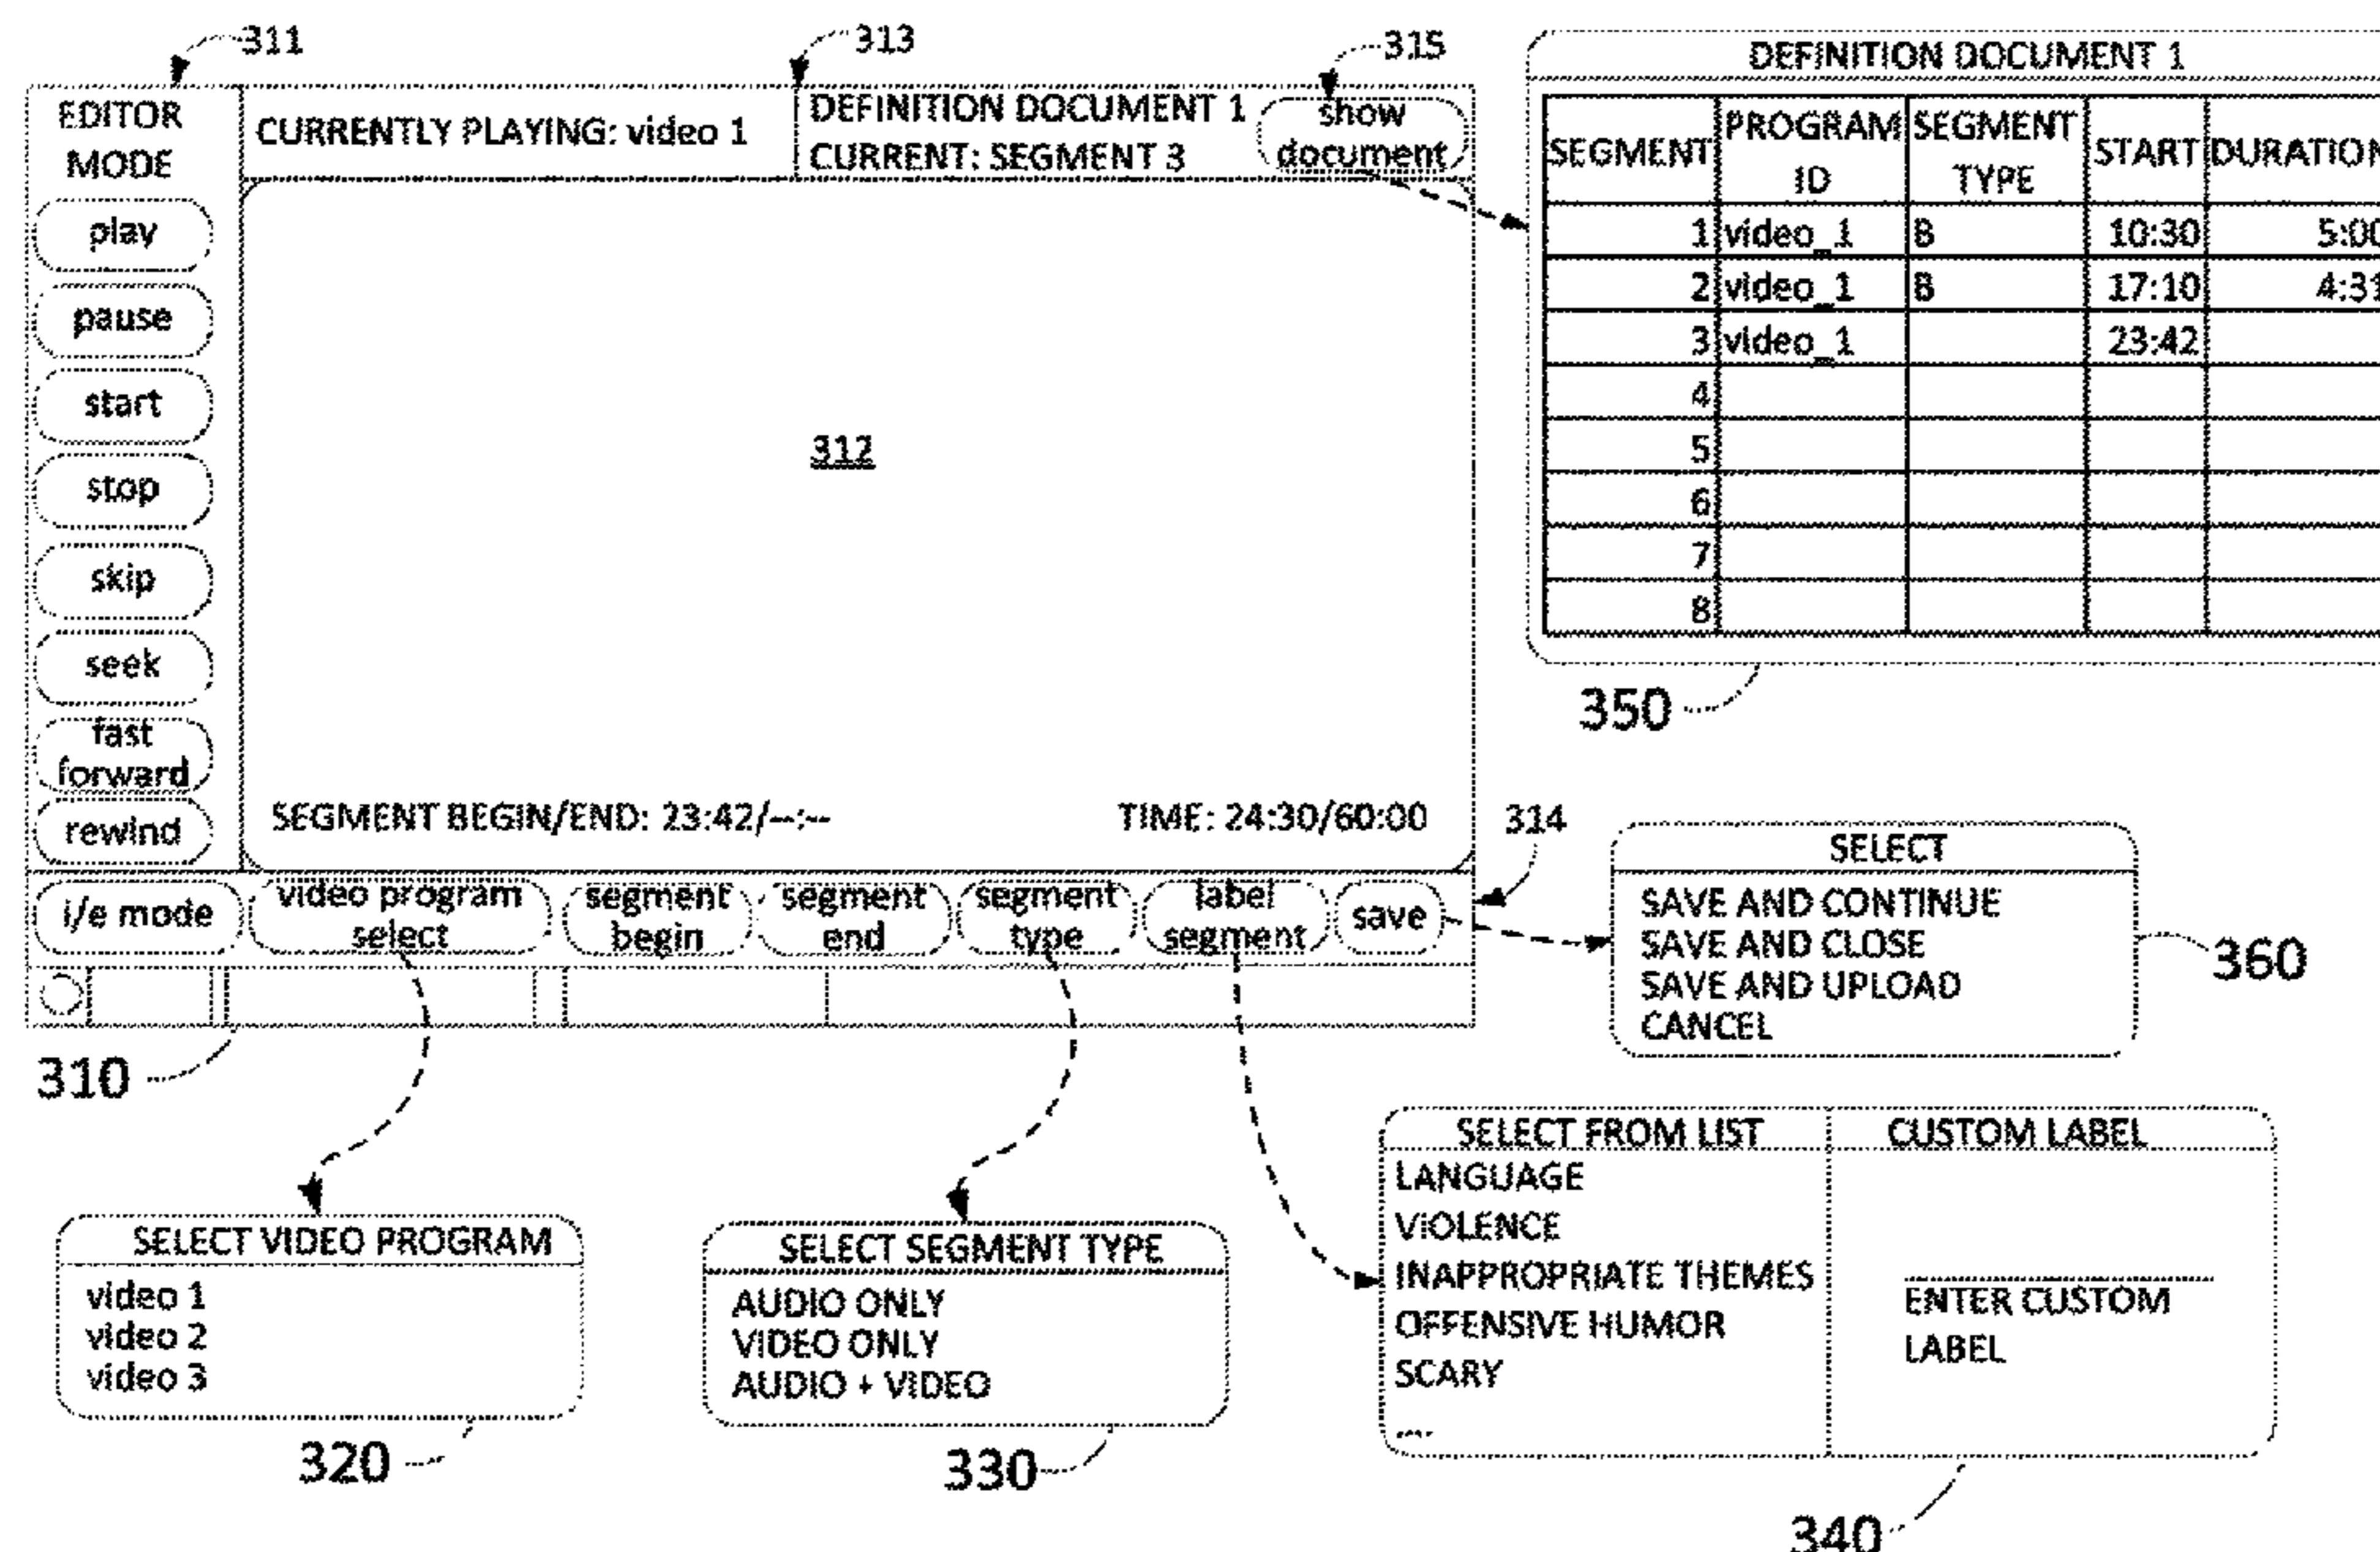 311
313
315
EDITOR
MODE
CURRENTLY PLAYING: video 1
DEFINITION DOCUMENT 1
CURRENT: SEGMENT 3
show
document
play
pause
start
stop
skip
seek
fast
forward
rewind
312
SEGMENT BEGIN/END: 23:42/--:--
TIME: 24:30/60:00
314
i/e mode
video program
select
segment
begin
segment
end
segment
type
label
segment
save
310
DEFINITION DOCUMENT 1
SEGMENT PROGRAM ID SEGMENT TYPE START DURATION
1 video_1 B 10:30 5:00
2 video_1 B 17:10 4:31
3 video_1 23:42
4
5
6
7
8
350
SELECT
SAVE AND CONTINUE
SAVE AND CLOSE
SAVE AND UPLOAD
CANCEL
360
SELECT VIDEO PROGRAM
video 1
video 2
video 3
320
SELECT SEGMENT TYPE
AUDIO ONLY
VIDEO ONLY
AUDIO + VIDEO
330
SELECT FROM LIST
LANGUAGE
VIOLENCE
INAPPROPRIATE THEMES
OFFENSIVE HUMOR
SCARY
....
CUSTOM LABEL
ENTER CUSTOM
LABEL
340